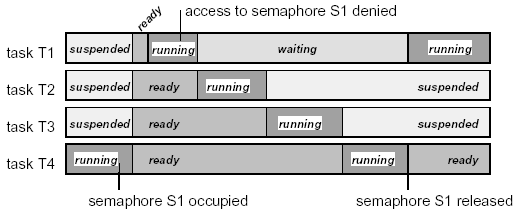 ready
access to semaphore S1 denied
task T1 suspended running waiting running
task T2 suspended ready running suspended
task T3 suspended ready running suspended
task T4 running ready running ready
semaphore S1 occupied semaphore S1 released